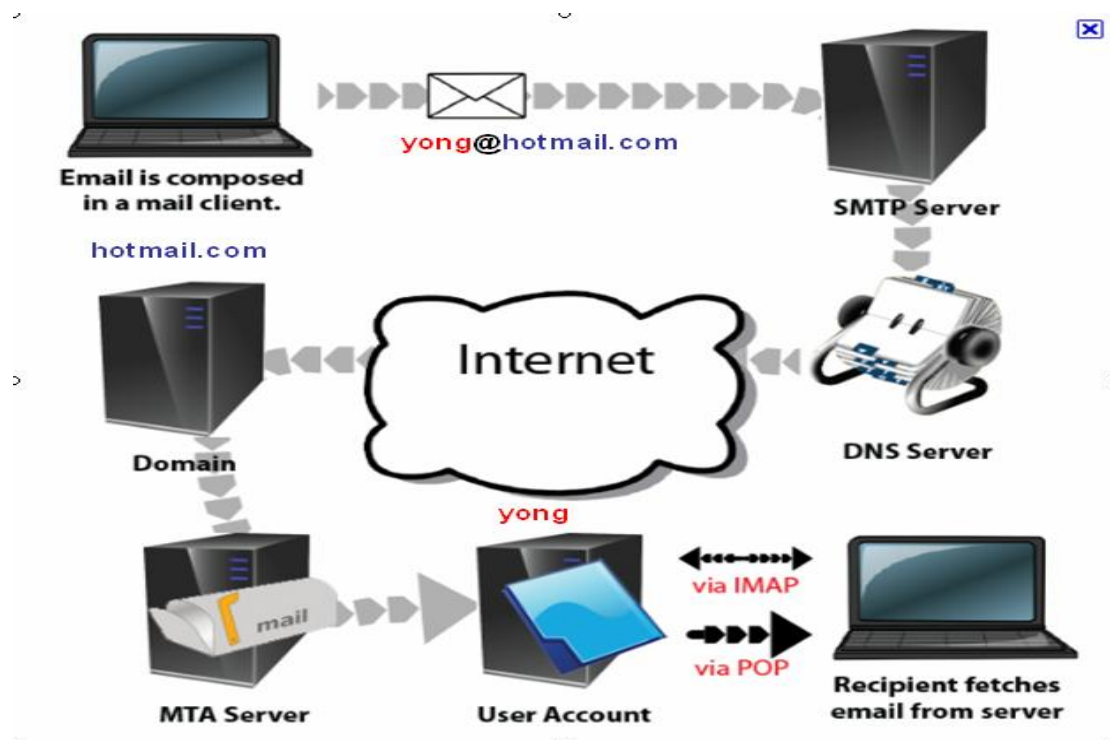 yong@hotmail.com
Email is composed
in a mail client.
SMTP Server
hotmail.com
Internet
DNS Server
Domain
yong
via IMAP
mail
via POP
MTA Server
User Account
Recipient fetches
email from server